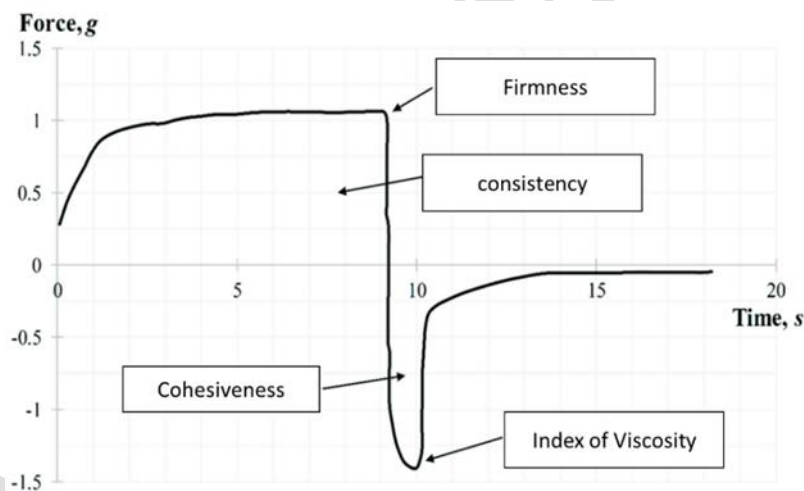 Force, g
1.5
Firmness
1
consistency
0.5
0
0
5
10
15
20
Time, s
-0.5
Cohesiveness
-1
Index of Viscosity
-1.5